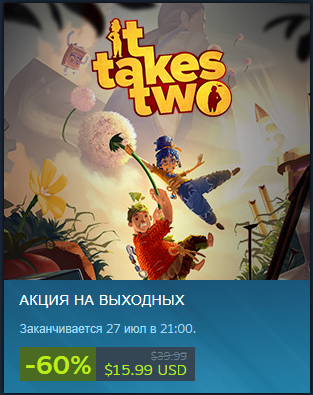 it
takes
two
АКЦИЯ НА ВЫХОДНЫХ
Заканчивается 27 июл в 21:00.
-60%
$39.99
$15.99 USD